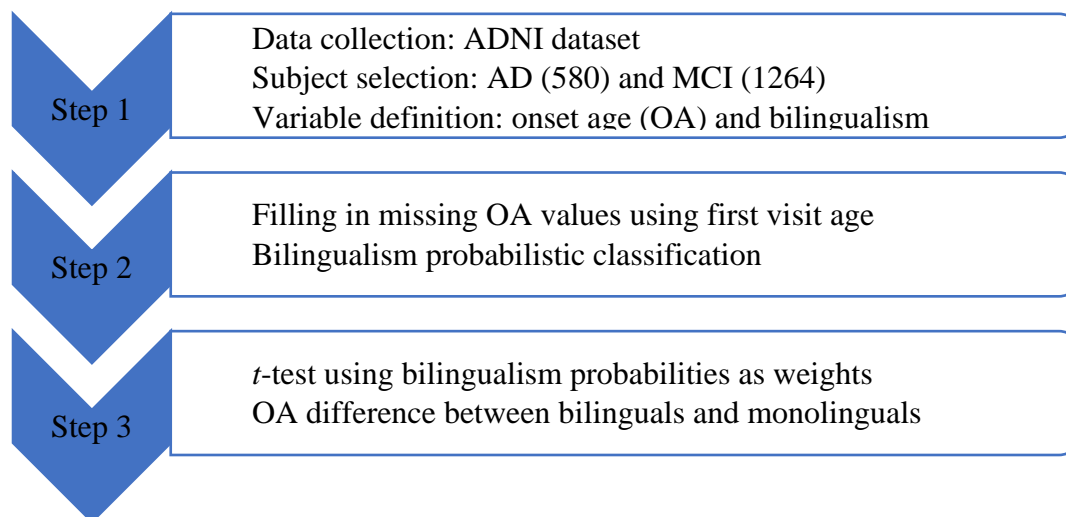 Step 1
Data collection: ADNI dataset
Subject selection: AD (580) and MCI (1264)
Variable definition: onset age (OA) and bilingualism
Step 2
Filling in missing OA values using first visit age
Bilingualism probabilistic classification
Step 3
t-test using bilingualism probabilities as weights
OA difference between bilinguals and monolinguals